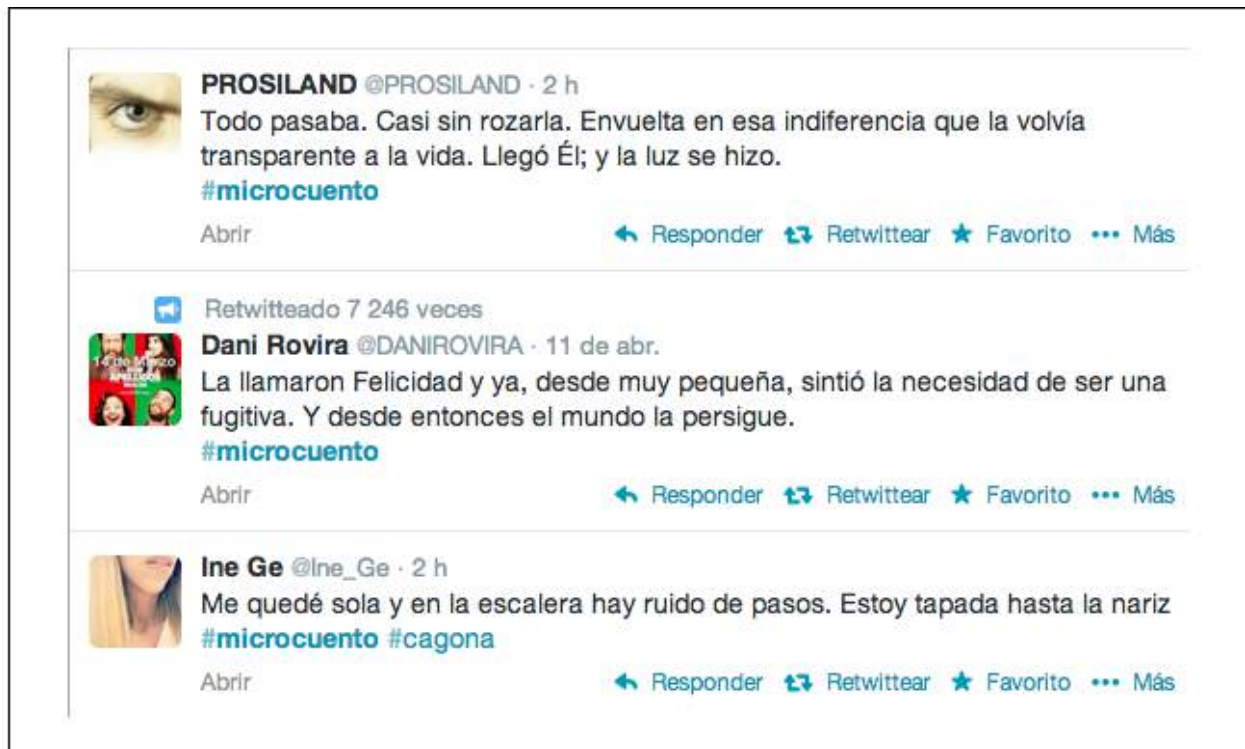 PROSILAND @PROSILAND · 2 h
Todo pasaba. Casi sin rozarla. Envuelta en esa indiferencia que la volvía
transparente a la vida. Llegó Él; y la luz se hizo.
#microcuento
Abrir Responder Retwittear Favorito Más
Retwitteado 7 246 veces
Dani Rovira @DANIROVIRA · 11 de abr.
14 de Marzo
APELLIDOS
La llamaron Felicidad y ya, desde muy pequeña, sintió la necesidad de ser una
fugitiva. Y desde entonces el mundo la persigue.
#microcuento
Abrir Responder Retwittear Favorito Más
Ine Ge @Ine_Ge · 2 h
Me quedé sola y en la escalera hay ruido de pasos. Estoy tapada hasta la nariz
#microcuento #cagona
Abrir Responder Retwittear Favorito Más